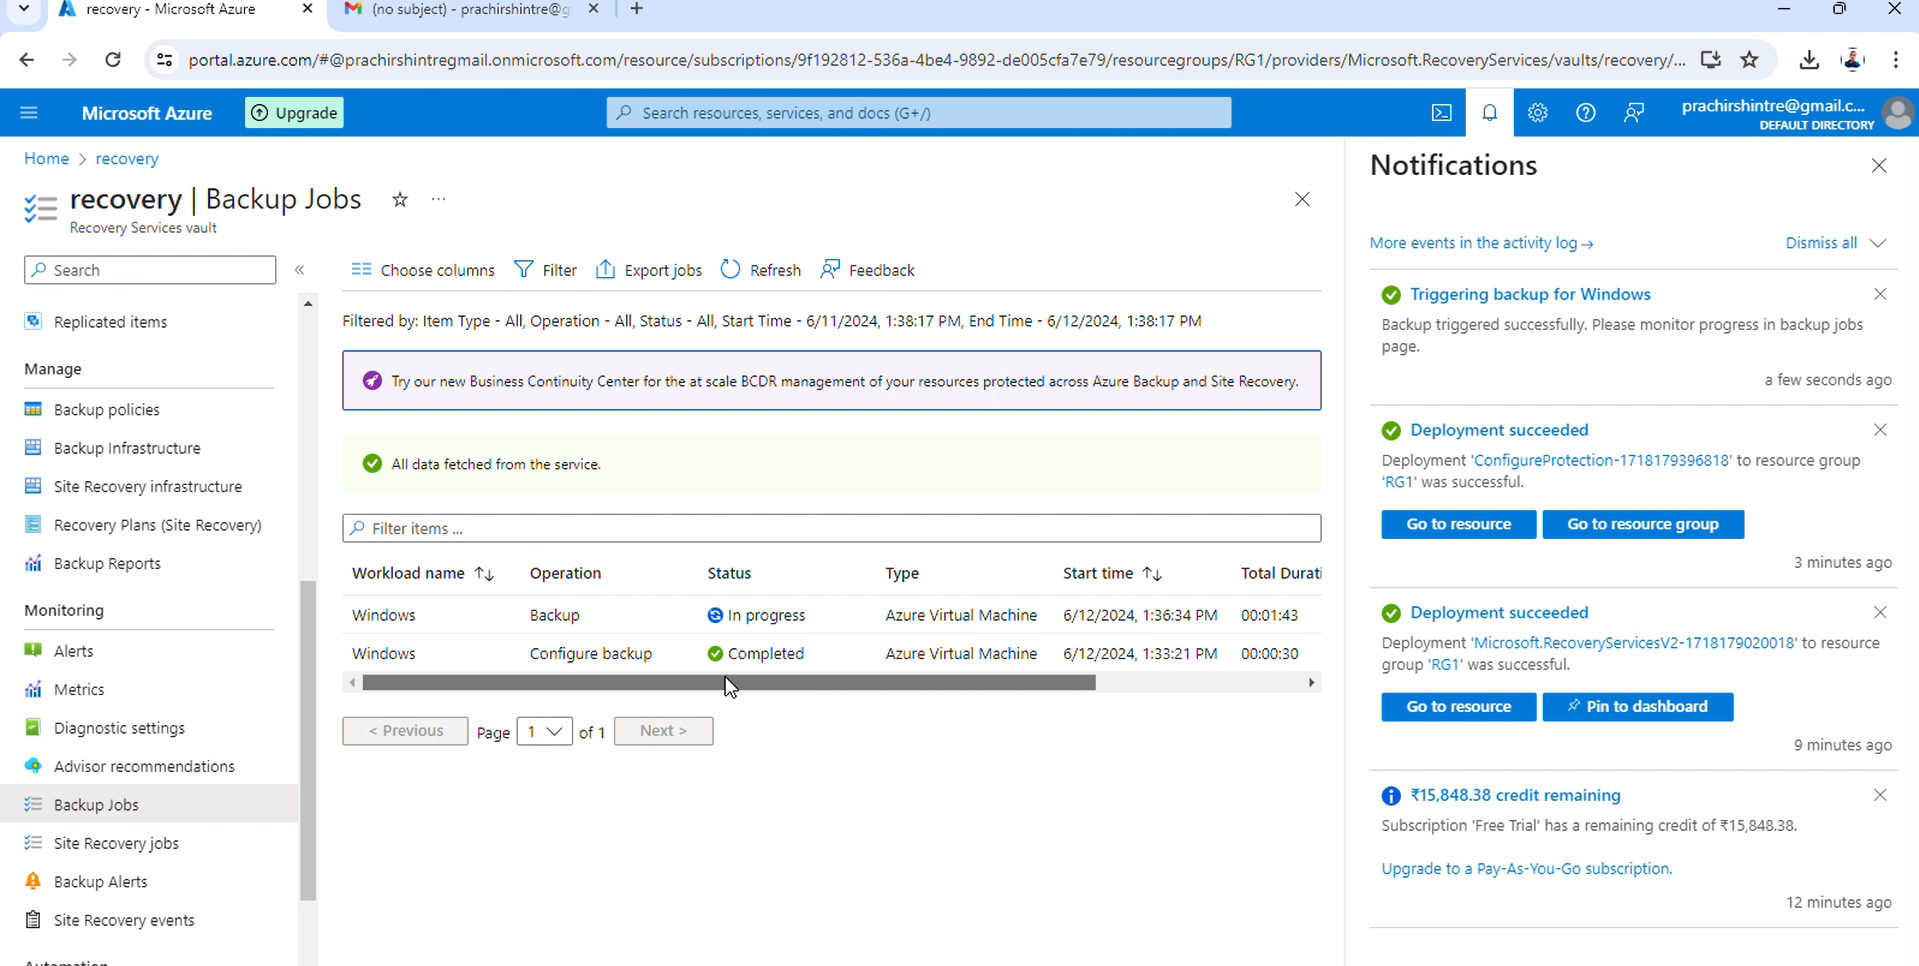 recovery - Microsoft Azure
(no subject) - prachirshintre@g
portal.azure.com/#@prachirshintregmail.onmicrosoft.com/resource/subscriptions/9f192812-536a-4be4-9892-de005cfa7e79/resourcegroups/RG1/providers/Microsoft.RecoveryServices/vaults/recovery/...
Microsoft Azure
Upgrade
Search resources, services, and docs (G+/)
prachirshintre@gmail.c...
DEFAULT DIRECTORY
Home > recovery
recovery | Backup Jobs
Recovery Services vault
Search
Replicated items
Manage
Backup policies
Backup Infrastructure
Site Recovery infrastructure
Recovery Plans (Site Recovery)
Backup Reports
Monitoring
Alerts
Metrics
Diagnostic settings
Advisor recommendations
Backup Jobs
Site Recovery jobs
Backup Alerts
Site Recovery events
Choose columns Filter Export jobs Refresh Feedback
Filtered by: Item Type - All, Operation - All, Status - All, Start Time - 6/11/2024, 1:38:17 PM, End Time - 6/12/2024, 1:38:17 PM
Try our new Business Continuity Center for the at scale BCDR management of your resources protected across Azure Backup and Site Recovery.
All data fetched from the service.
Filter items ...
Workload name Operation Status Type Start time Total Durati
Windows Backup In progress Azure Virtual Machine 6/12/2024, 1:36:34 PM 00:01:43
Windows Configure backup Completed Azure Virtual Machine 6/12/2024, 1:33:21 PM 00:00:30
< Previous Page 1 of 1 Next >
Notifications
More events in the activity log →
Dismiss all
Triggering backup for Windows
Backup triggered successfully. Please monitor progress in backup jobs
page.
a few seconds ago
Deployment succeeded
Deployment 'ConfigureProtection-1718179396818' to resource group
'RG1' was successful.
Go to resource Go to resource group
3 minutes ago
Deployment succeeded
Deployment 'Microsoft.RecoveryServicesV2-1718179020018' to resource
group 'RG1' was successful.
Go to resource Pin to dashboard
9 minutes ago
₹15,848.38 credit remaining
Subscription 'Free Trial' has a remaining credit of ₹15,848.38.
Upgrade to a Pay-As-You-Go subscription.
12 minutes ago